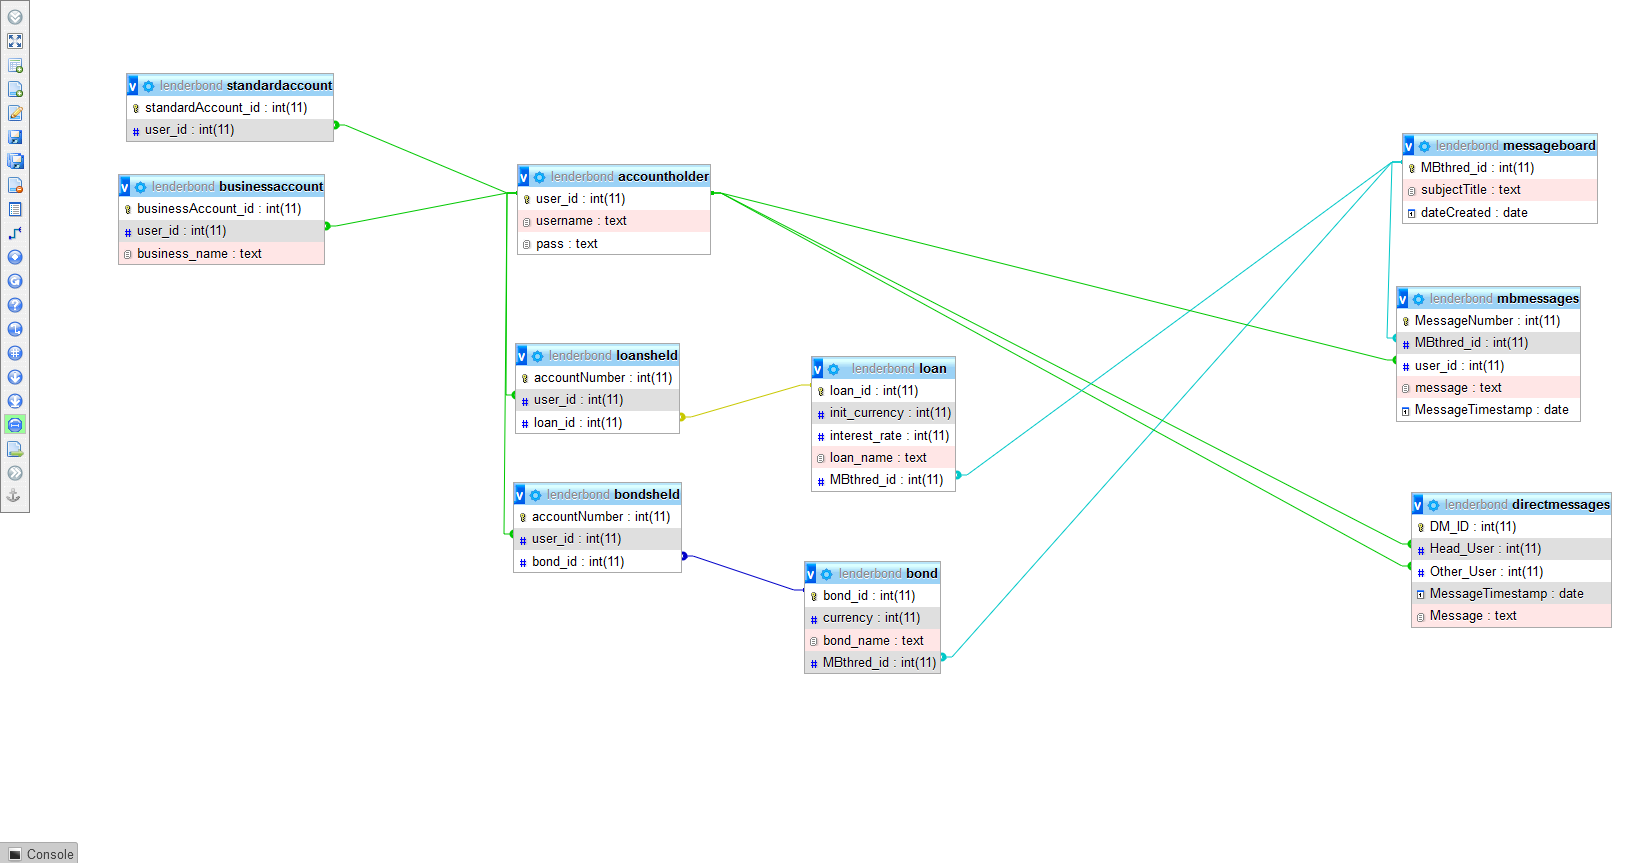 v lenderbond standardaccount
standardAccount_id : int(11)
# user_id : int(11)
v lenderbond businessaccount
businessAccount_id : int(11)
# user_id : int(11)
business_name : text
v lenderbond accountholder
user_id : int(11)
username : text
pass : text
v lenderbond loansheld
accountNumber : int(11)
# user_id : int(11)
# loan_id : int(11)
v lenderbond bondsheld
accountNumber : int(11)
# user_id : int(11)
# bond_id : int(11)
v lenderbond loan
loan_id : int(11)
# init_currency : int(11)
# interest_rate : int(11)
loan_name : text
# MBthred_id : int(11)
v lenderbond bond
bond_id : int(11)
# currency : int(11)
bond_name : text
# MBthred_id : int(11)
v lenderbond messageboard
MBthred_id : int(11)
subjectTitle : text
dateCreated : date
v lenderbond mbmessages
MessageNumber : int(11)
# MBthred_id : int(11)
# user_id : int(11)
message : text
MessageTimestamp : date
v lenderbond directmessages
DM_ID : int(11)
# Head_User : int(11)
# Other_User : int(11)
MessageTimestamp : date
Message : text
Console